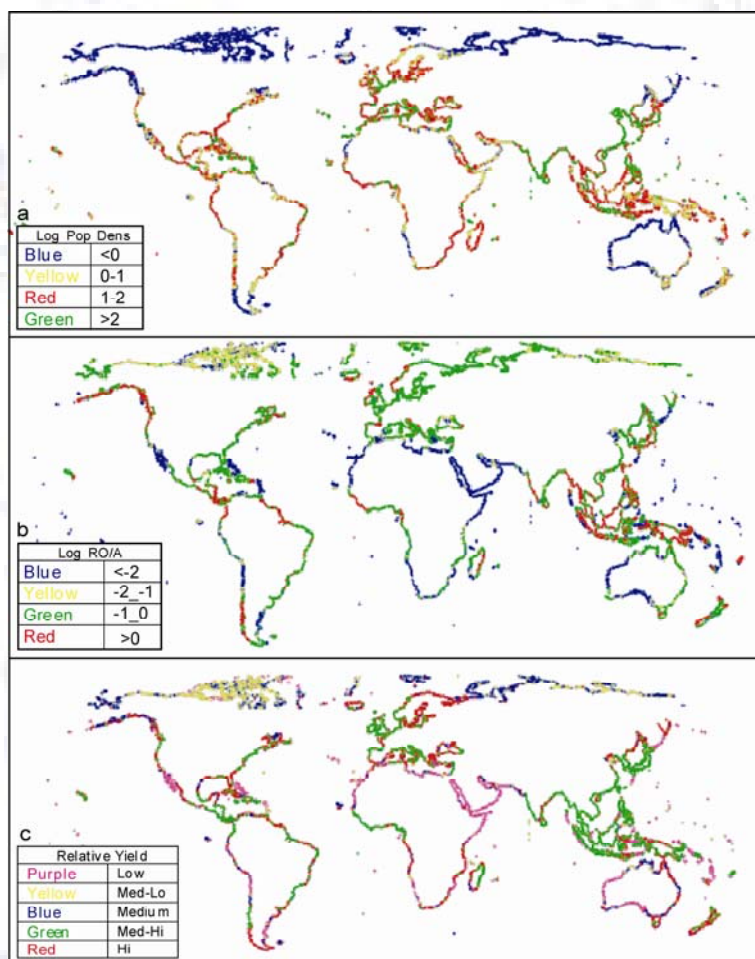 a
Log Pop Dens
Blue <0
Yellow 0-1
Red 1-2
Green >2
b
Log RO/A
Blue <-2
Yellow -2_-1
Green -1_0
Red >0
c
Relative Yield
Purple Low
Yellow Med-Lo
Blue Medium
Green Med-Hi
Red Hi